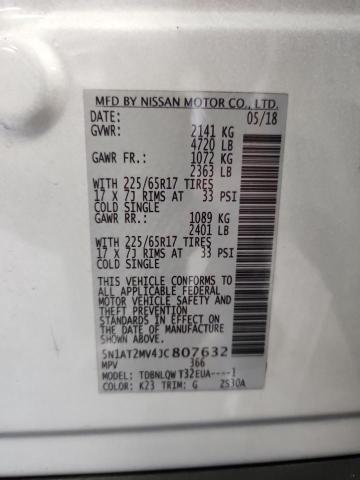 MFD BY NISSAN MOTOR CO., LTD.
DATE: 05/18
GVWR: 2141 KG
4720 LB
GAWR FR.: 1072 KG
2363 LB
WITH 225/65R17 TIRES
17 X 7J RIMS AT 33 PSI
COLD SINGLE
GAWR RR.: 1089 KG
2401 LB
WITH 225/65R17 TIRES
17 X 7J RIMS AT 33 PSI
COLD SINGLE
THIS VEHICLE CONFORMS TO
ALL APPLICABLE FEDERAL
MOTOR VEHICLE SAFETY AND
THEFT PREVENTION
STANDARDS IN EFFECT ON
THE DATE OF MANUFACTURE
SHOWN ABOVE.
5N1AT2MV4JC807632
MPV 366
MODEL: TDBNLQW T32EUA----1
COLOR: K23 TRIM: G 2S30A